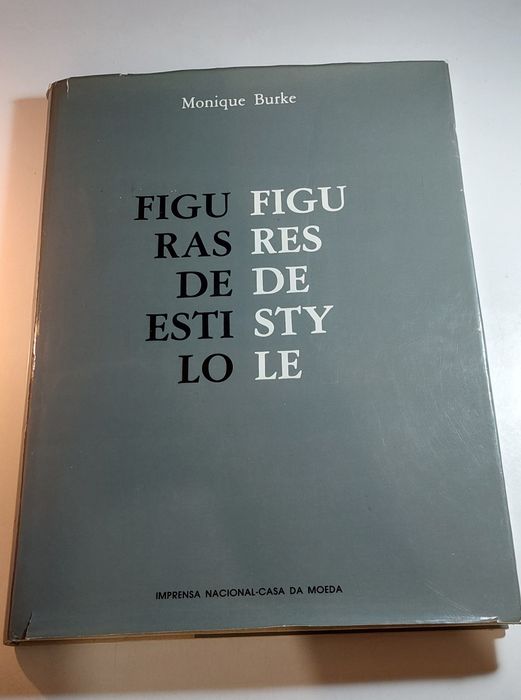 Monique Burke
FIGU FIGU
RAS RES
DE DE
ESTI STY
LO LE
IMPRENSA NACIONAL-CASA DA MOEDA